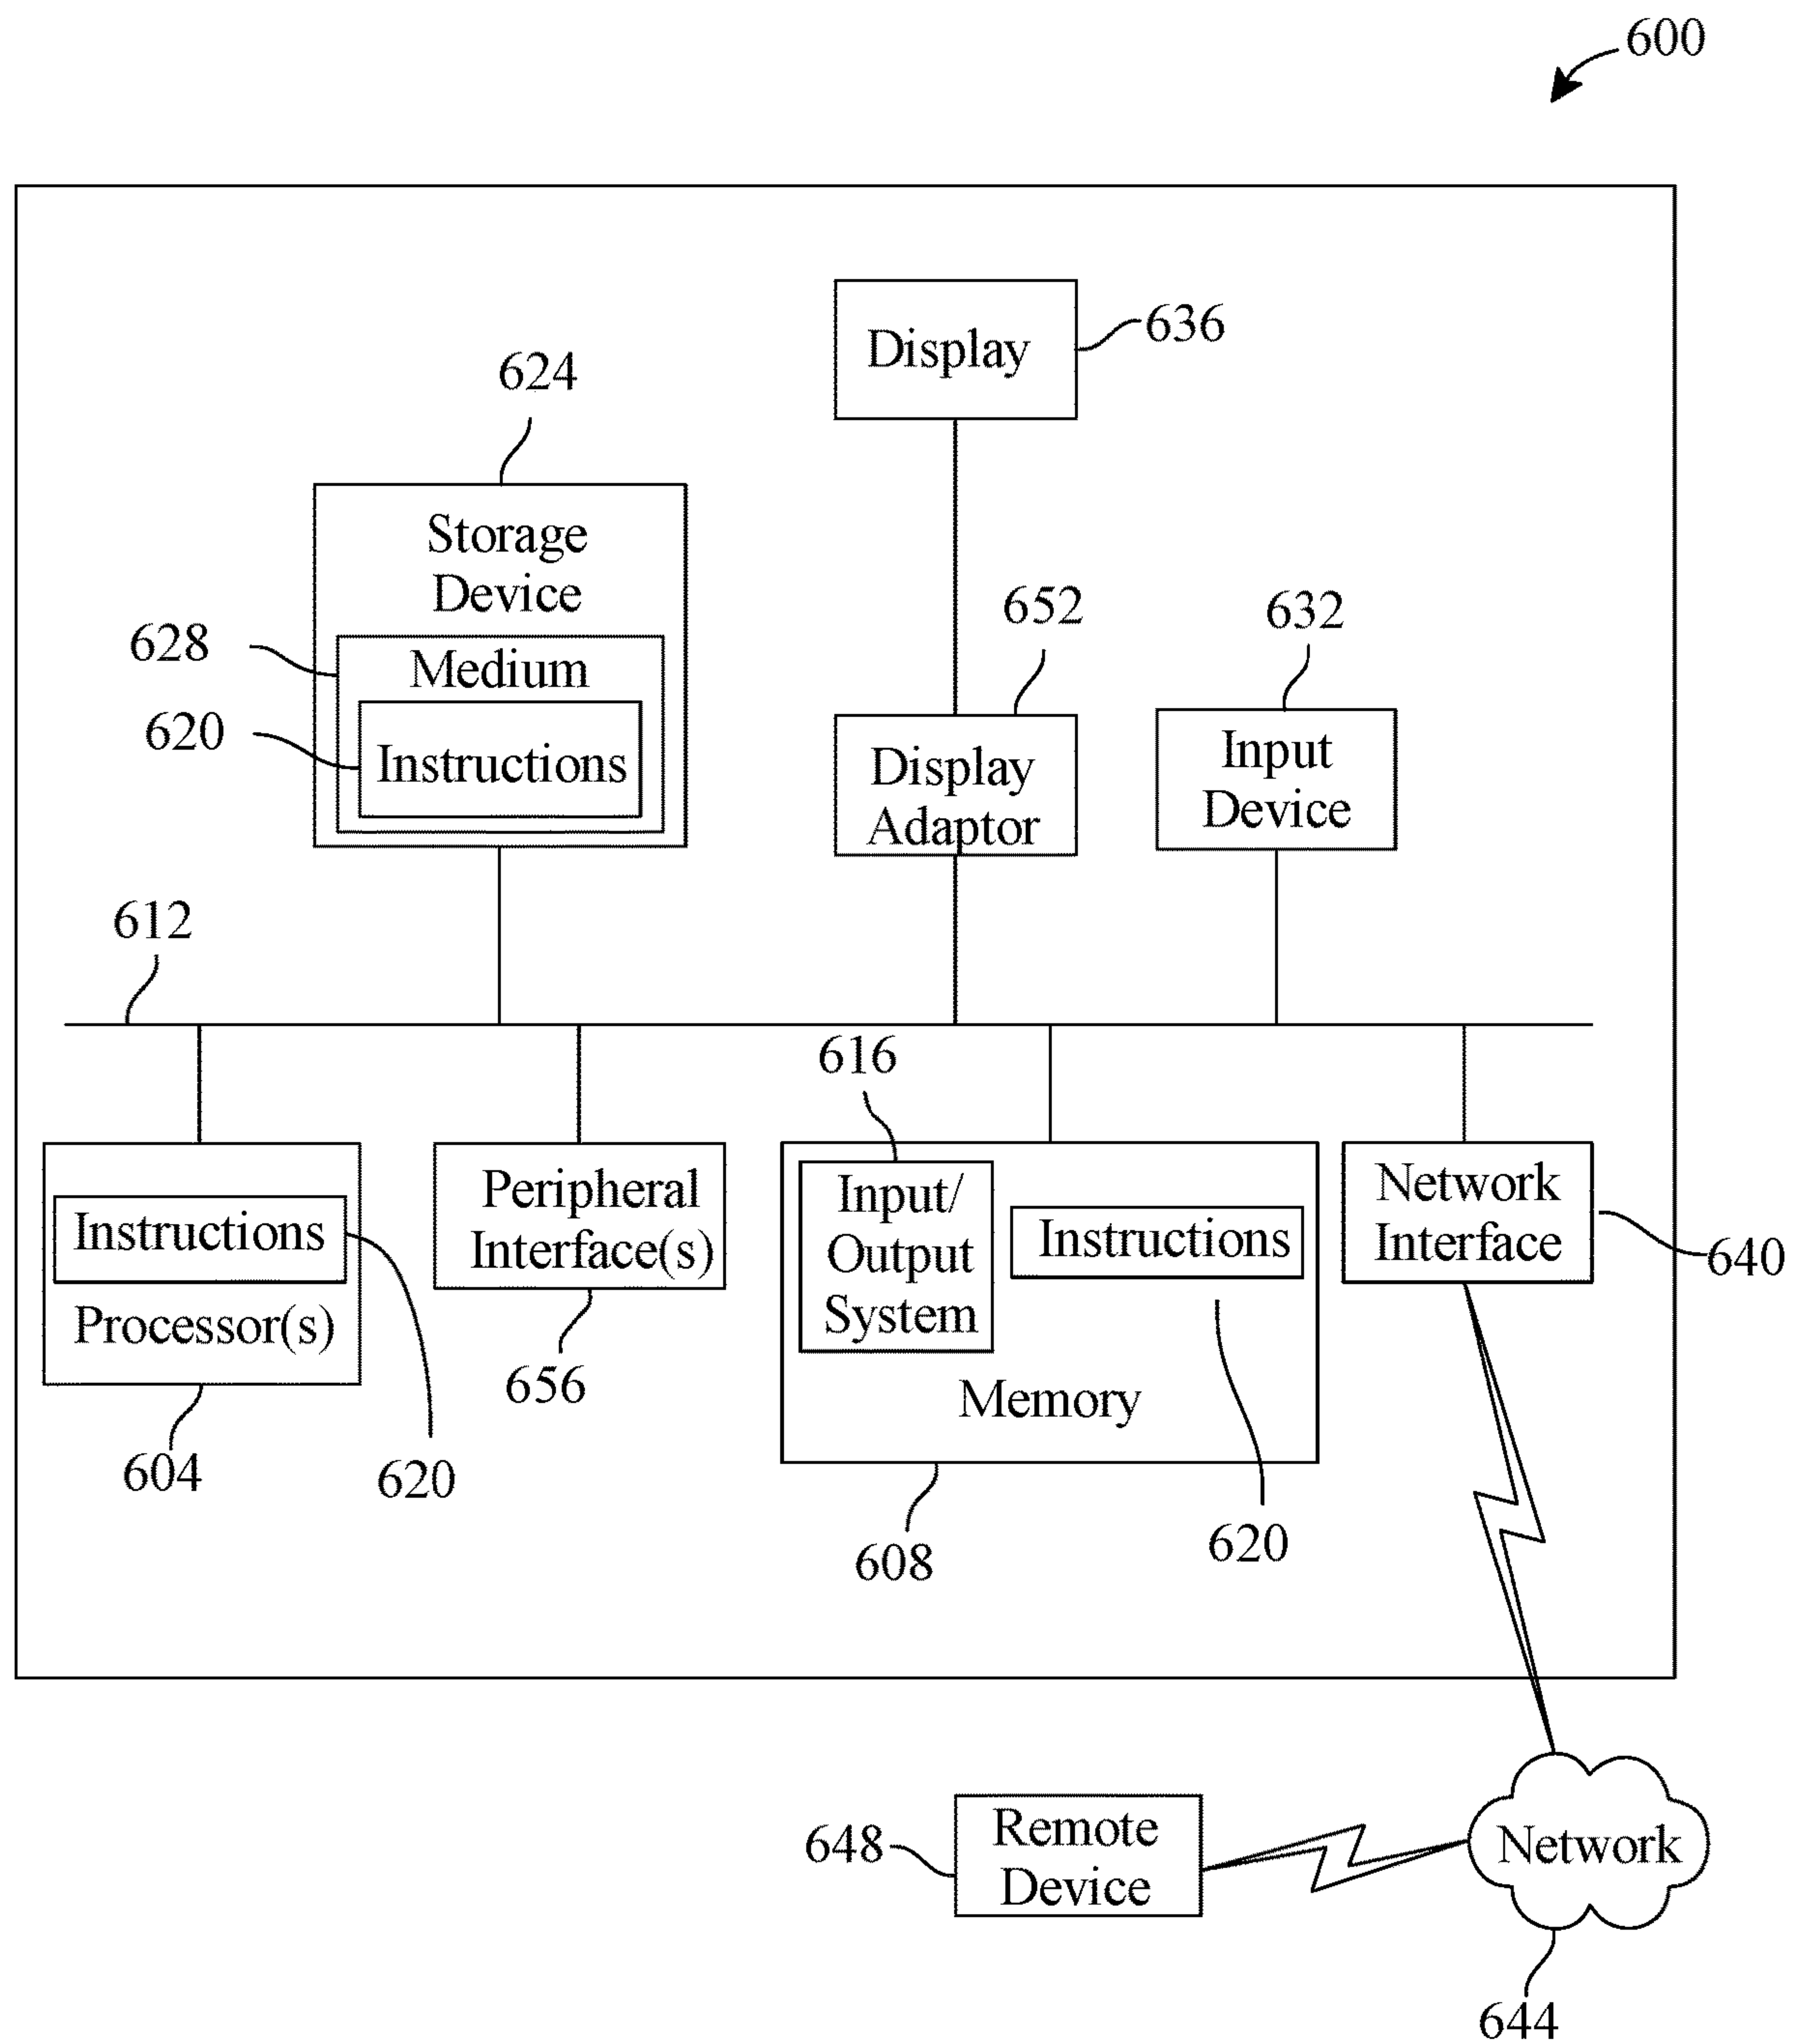 600
Display
636
624
Storage
Device
628
Medium
620
Instructions
652
Display
Adaptor
632
Input
Device
612
616
Instructions
Processor(s)
604
620
Peripheral
Interface(s)
656
Input/
Output
System
Instructions
Memory
608
620
Network
Interface
640
648
Remote
Device
Network
644